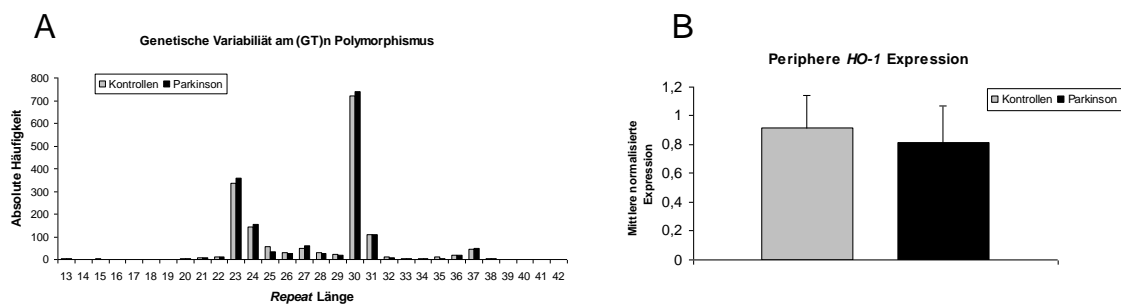 A
Genetische Variabiliät am (GT)n Polymorphismus
Kontrollen Parkinson
Absolute Häufigkeit
800
700
600
500
400
300
200
100
0
13 14 15 16 17 18 19 20 21 22 23 24 25 26 27 28 29 30 31 32 33 34 35 36 37 38 39 40 41 42
Repeat Länge
B
Periphere HO-1 Expression
Kontrollen Parkinson
Mittlere normalisierte
Expression
1,2
1
0,8
0,6
0,4
0,2
0